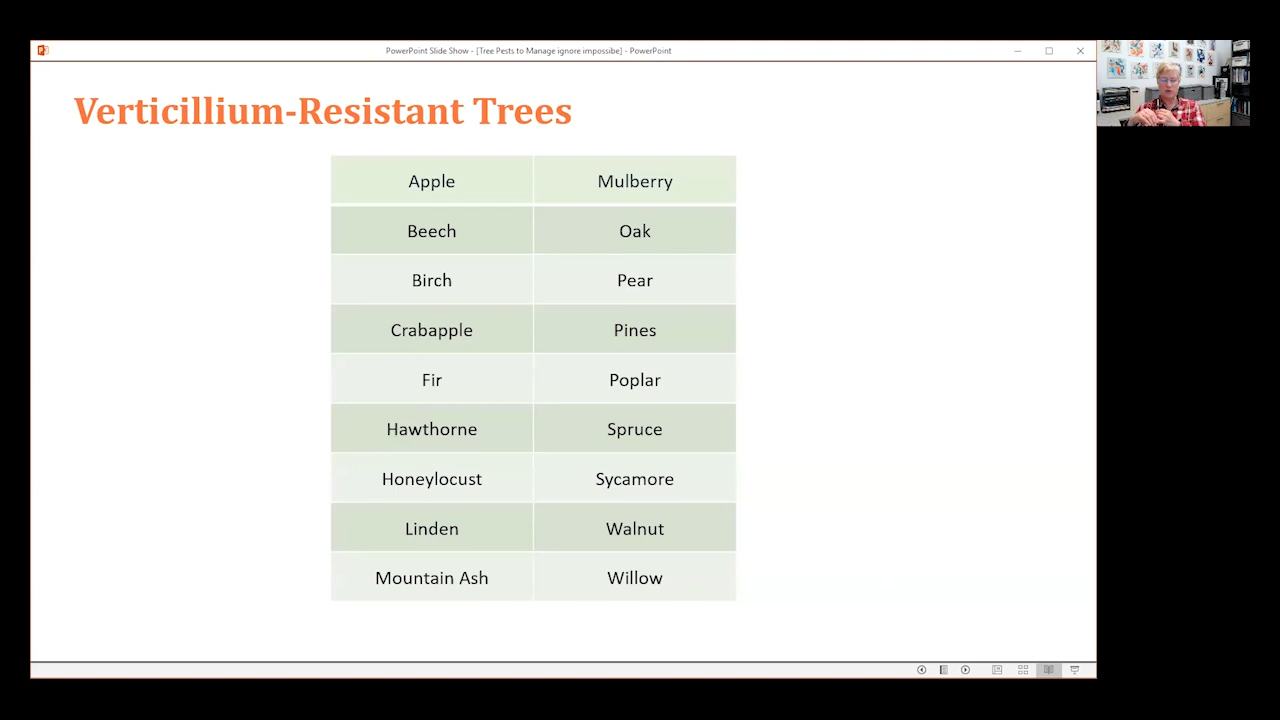 PowerPoint Slide Show - [Tree Pests to Manage ignore impossibe] - PowerPoint
Verticillium-Resistant Trees
Apple Mulberry
Beech Oak
Birch Pear
Crabapple Pines
Fir Poplar
Hawthorne Spruce
Honeylocust Sycamore
Linden Walnut
Mountain Ash Willow